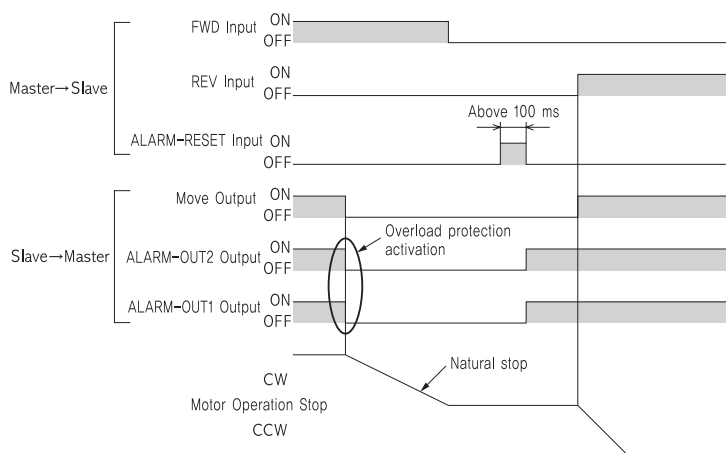 FWD Input ON
OFF
REV Input ON
OFF
Master→Slave
Above 100 ms
ALARM-RESET Input ON
OFF
Move Output ON
OFF
Overload protection
activation
Slave→Master
ALARM-OUT2 Output ON
OFF
ALARM-OUT1 Output ON
OFF
Natural stop
CW
Motor Operation Stop
CCW